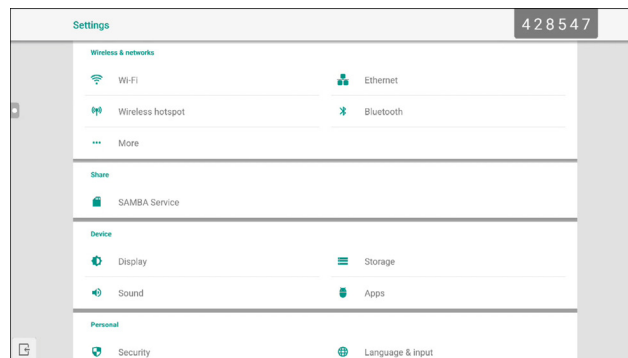 Settings
428547
Wireless & networks
Wi-Fi
Ethernet
Wireless hotspot
Bluetooth
More
Share
SAMBA Service
Device
Display
Storage
Sound
Apps
Personal
Security
Language & input